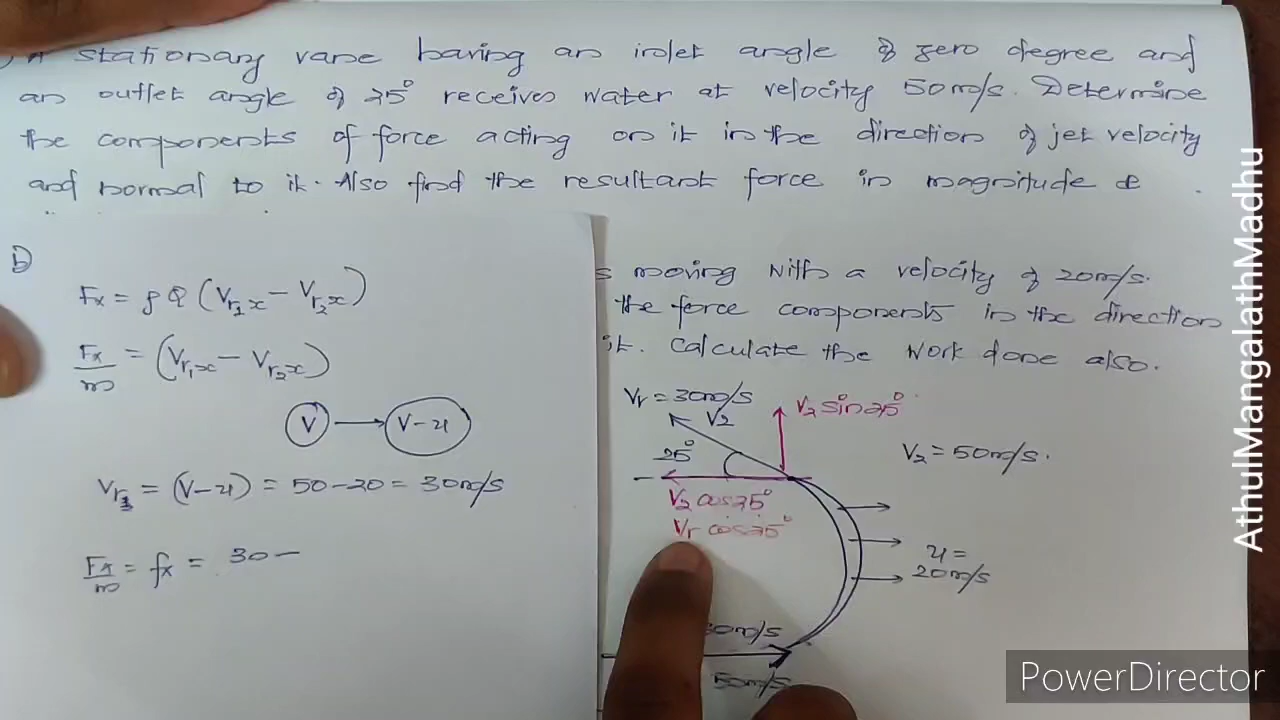 A stationary vane having an inlet angle of zero degree and
an outlet angle of 25° receives water at velocity 50m/s. Determine
the components of force acting on it in the direction of jet velocity
and normal to it. Also find the resultant force in magnitude &
s moving with a velocity of 20m/s.
the force components in the direction
it. Calculate the work done also.
1)
Fx = ρQ (Vr1x - Vr2x)
Fx/m = (Vr1x - Vr2x)
V → V-u
Vr1 = (V-u) = 50-20 = 30m/s
Fx/m = fx = 30 -
Vr = 30m/s
V2
25°
V2 sin25°
V2 = 50m/s.
V2 cos25°
Vr cos25°
u =
20m/s
50m/s
AthulMangalathMadhu
PowerDirector